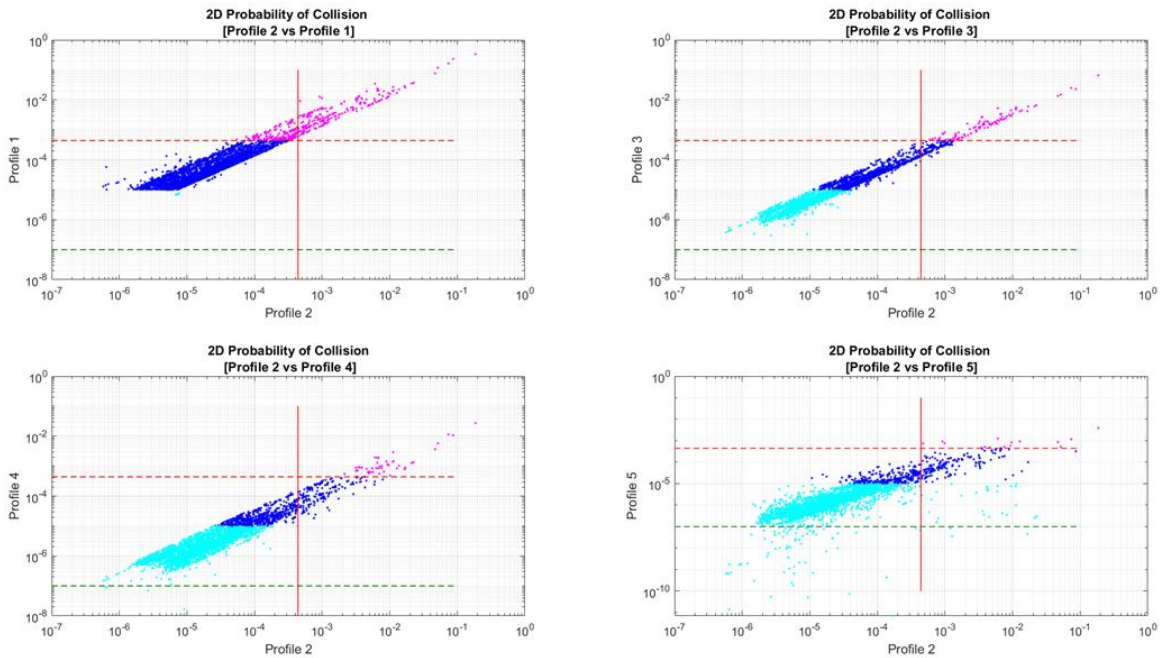 2D Probability of Collision
[Profile 2 vs Profile 1]
10^0
10^-2
10^-4
10^-6
10^-8
Profile 1
10^-7 10^-6 10^-5 10^-4 10^-3 10^-2 10^-1 10^0
Profile 2
2D Probability of Collision
[Profile 2 vs Profile 3]
10^0
10^-2
10^-4
10^-6
10^-8
Profile 3
10^-7 10^-6 10^-5 10^-4 10^-3 10^-2 10^-1 10^0
Profile 2
2D Probability of Collision
[Profile 2 vs Profile 4]
10^0
10^-2
10^-4
10^-6
10^-8
Profile 4
10^-7 10^-6 10^-5 10^-4 10^-3 10^-2 10^-1 10^0
Profile 2
2D Probability of Collision
[Profile 2 vs Profile 5]
10^0
10^-5
10^-10
Profile 5
10^-7 10^-6 10^-5 10^-4 10^-3 10^-2 10^-1 10^0
Profile 2